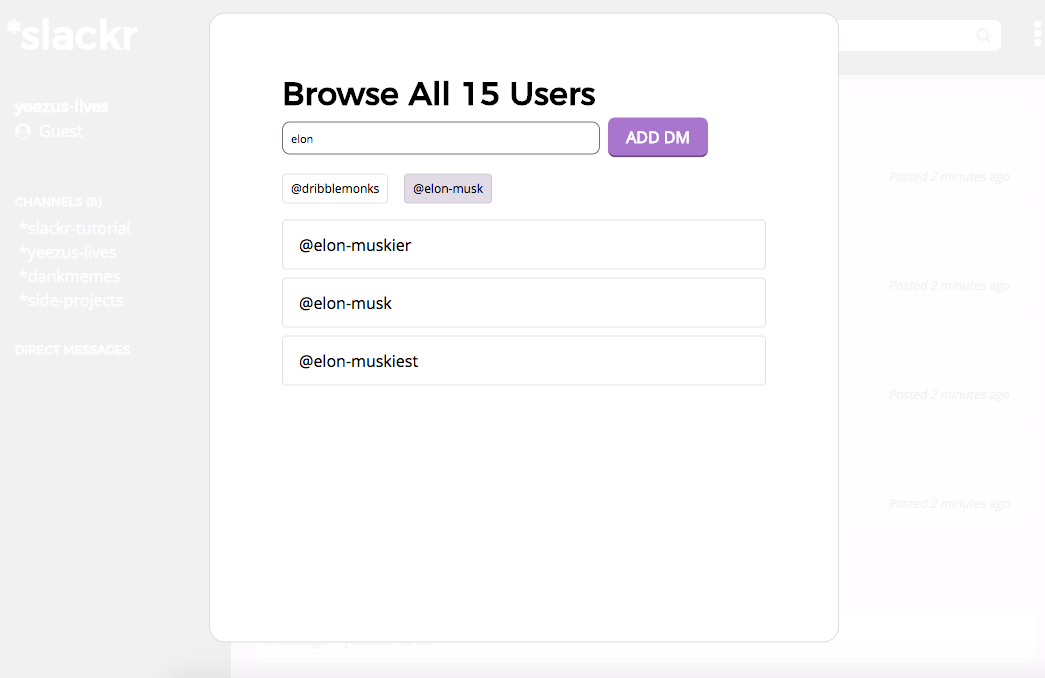 *slackr
yeezus-lives
Guest
CHANNELS (8)
*slackr-tutorial
*yeezus-lives
*dankmemes
*side-projects
DIRECT MESSAGES
Browse All 15 Users
elon
ADD DM
@dribblemonks
@elon-musk
@elon-muskier
@elon-musk
@elon-muskiest
Posted 2 minutes ago
Posted 2 minutes ago
Posted 2 minutes ago
Posted 2 minutes ago